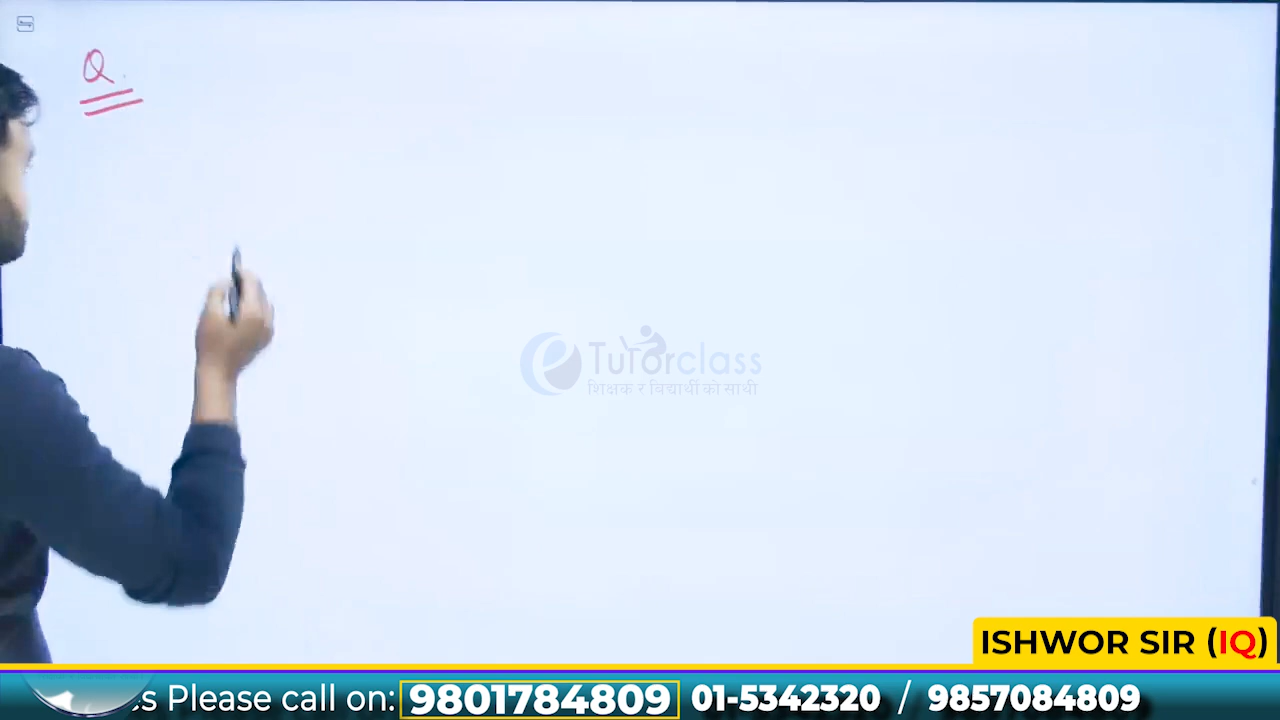 Q.
Tutorclass
शिक्षक र बिद्यार्थी को साथी
ISHWOR SIR (IQ)
Please call on: 9801784809 01-5342320 / 9857084809